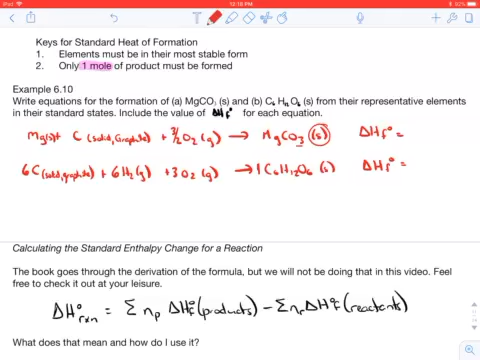 iPad
12:18 PM
92%
Keys for Standard Heat of Formation
1. Elements must be in their most stable form
2. Only 1 mole of product must be formed
Example 6.10
Write equations for the formation of (a) MgCO₃ (s) and (b) C₆ H₁₂ O₆ (s) from their representative elements
in their standard states. Include the value of ΔHf° for each equation.
Mg(s) + C (solid, Graphite) + 3/2 O₂ (g) → MgCO₃ (s) ΔHf° =
6C (solid, graphite) + 6H₂(g) + 3O₂ (g) → 1 C₆H₁₂O₆ (s) ΔHf° =
Calculating the Standard Enthalpy Change for a Reaction
The book goes through the derivation of the formula, but we will not be doing that in this video. Feel
free to check it out at your leisure.
ΔH°rxn = Σ np ΔHf° (products) − Σ nr ΔHf° (reactants)
What does that mean and how do I use it?